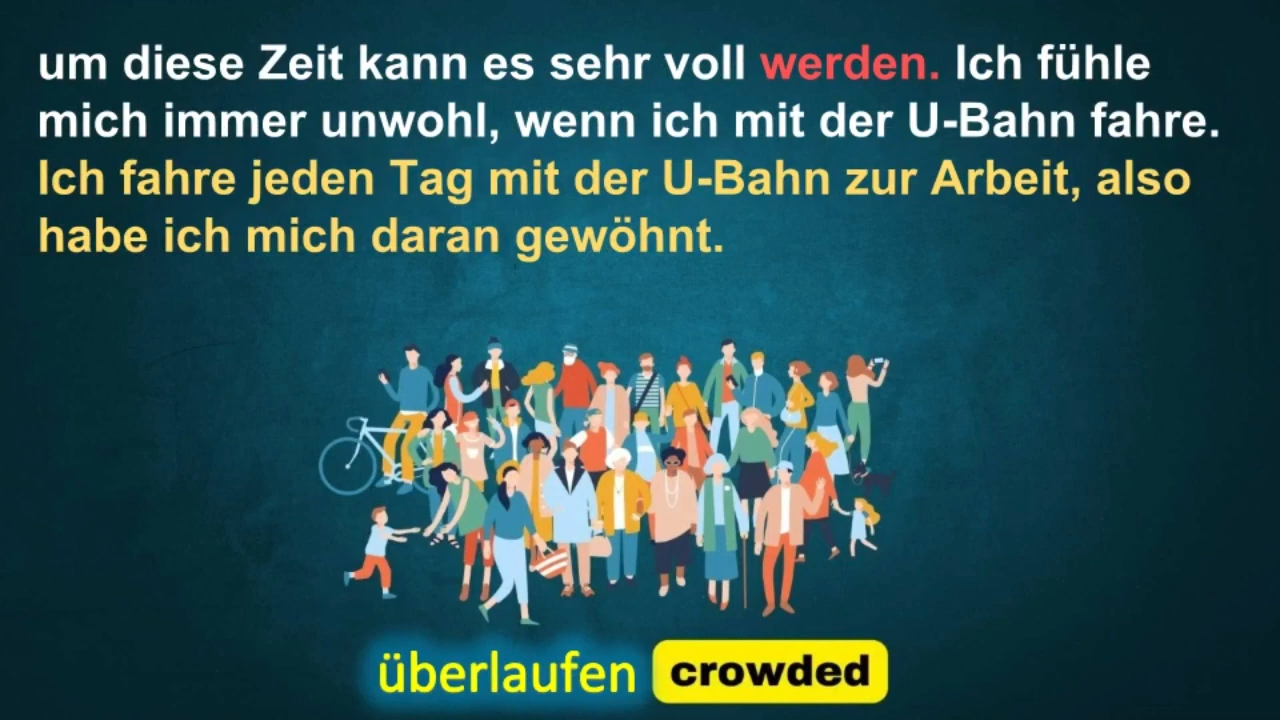 um diese Zeit kann es sehr voll werden. Ich fühle
mich immer unwohl, wenn ich mit der U-Bahn fahre.
Ich fahre jeden Tag mit der U-Bahn zur Arbeit, also
habe ich mich daran gewöhnt.
überlaufen crowded